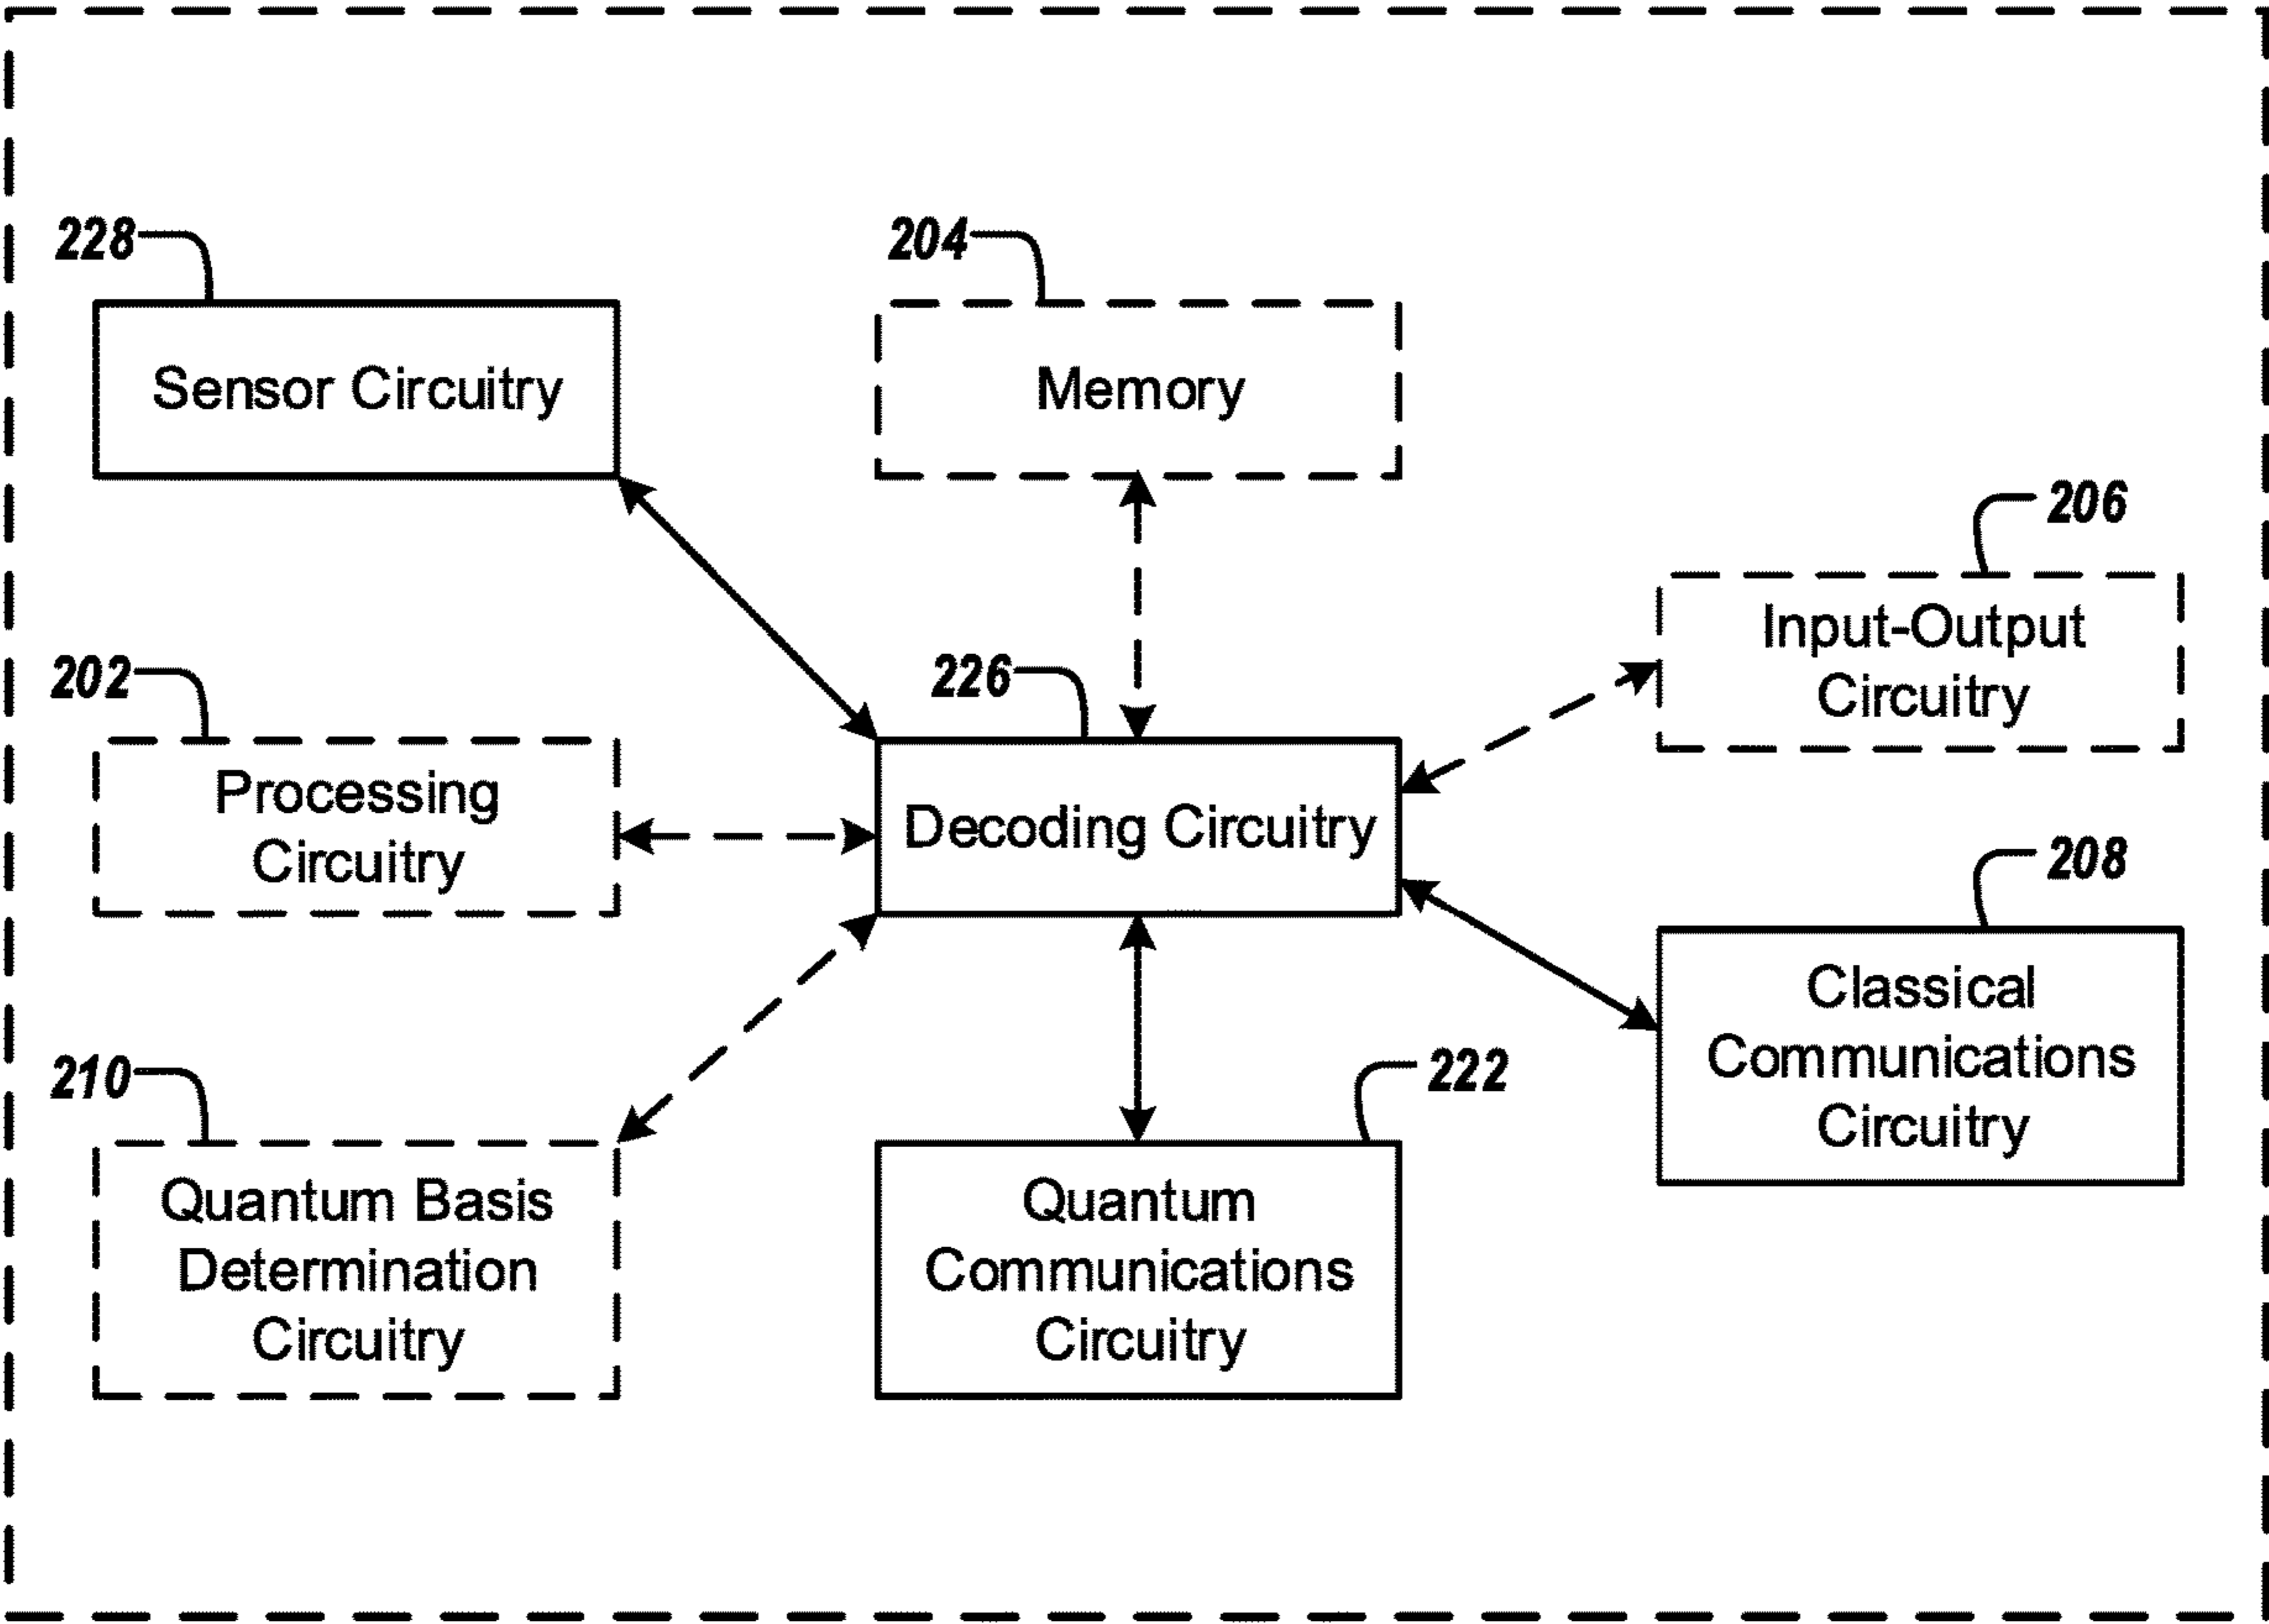 228
204
Sensor Circuitry
Memory
206
Input-Output
Circuitry
202
226
Processing
Circuitry
Decoding Circuitry
208
Classical
Communications
Circuitry
210
222
Quantum Basis
Determination
Circuitry
Quantum
Communications
Circuitry